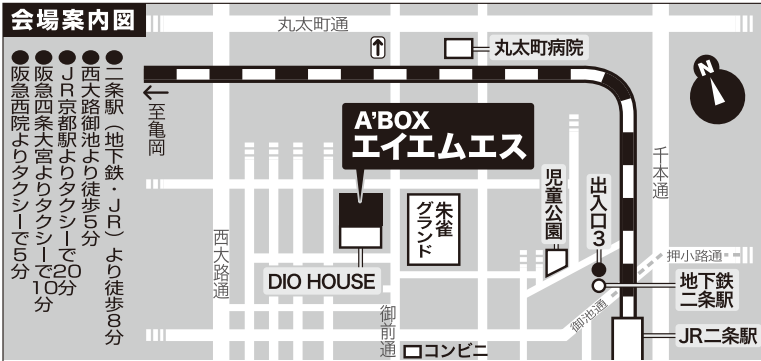 会場案内図
●二条駅（地下鉄・JR）より徒歩8分
●西大路御池より徒歩5分
●JR京都駅よりタクシーで20分
●阪急四条大宮よりタクシーで10分
●阪急西院よりタクシーで5分
丸太町通
丸太町病院
N
←至亀岡
A'BOX
エイエムエス
千本通
児童公園
出入口3
朱雀
グランド
西大路通
DIO HOUSE
押小路通
地下鉄
二条駅
御池通
御前通
JR二条駅
コンビニ